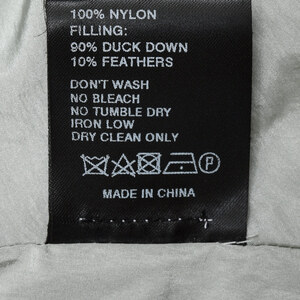 100% NYLON
FILLING:
90% DUCK DOWN
10% FEATHERS
DON'T WASH
NO BLEACH
NO TUMBLE DRY
IRON LOW
DRY CLEAN ONLY
P
MADE IN CHINA